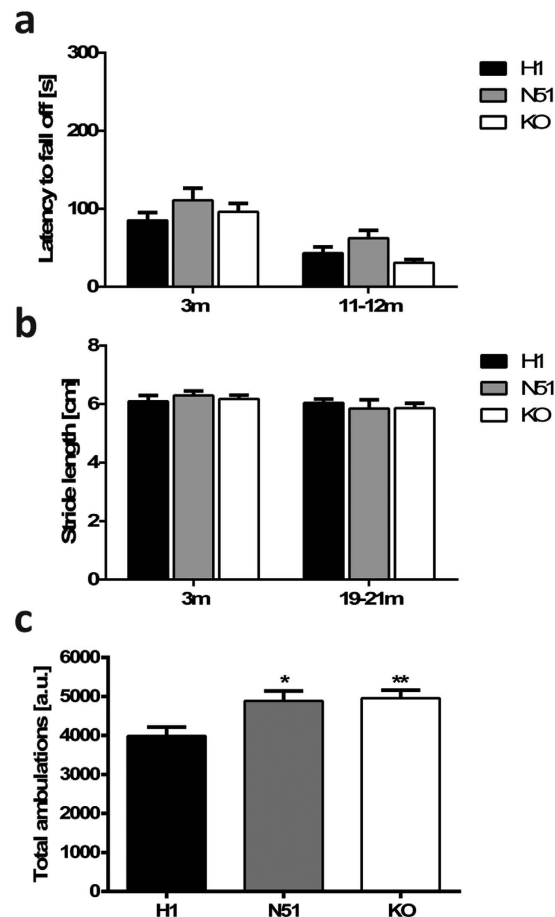 a
Latency to fall off [s]
300
200
100
0
3m
11-12m
H1
N51
KO
b
Stride length [cm]
8
6
4
2
0
3m
19-21m
H1
N51
KO
c
Total ambulations [a.u.]
6000
5000
4000
3000
2000
1000
0
*
**
H1
N51
KO